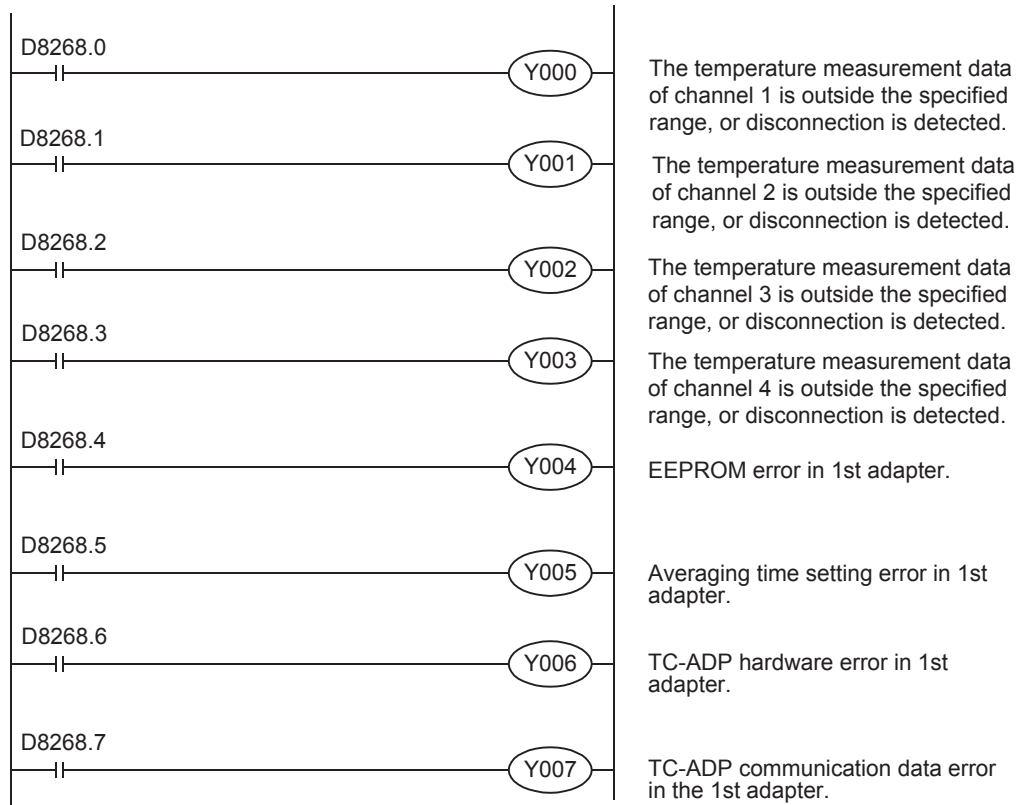 D8268.0
Y000
The temperature measurement data
of channel 1 is outside the specified
range, or disconnection is detected.
D8268.1
Y001
The temperature measurement data
of channel 2 is outside the specified
range, or disconnection is detected.
D8268.2
Y002
The temperature measurement data
of channel 3 is outside the specified
range, or disconnection is detected.
D8268.3
Y003
The temperature measurement data
of channel 4 is outside the specified
range, or disconnection is detected.
D8268.4
Y004
EEPROM error in 1st adapter.
D8268.5
Y005
Averaging time setting error in 1st
adapter.
D8268.6
Y006
TC-ADP hardware error in 1st
adapter.
D8268.7
Y007
TC-ADP communication data error
in the 1st adapter.